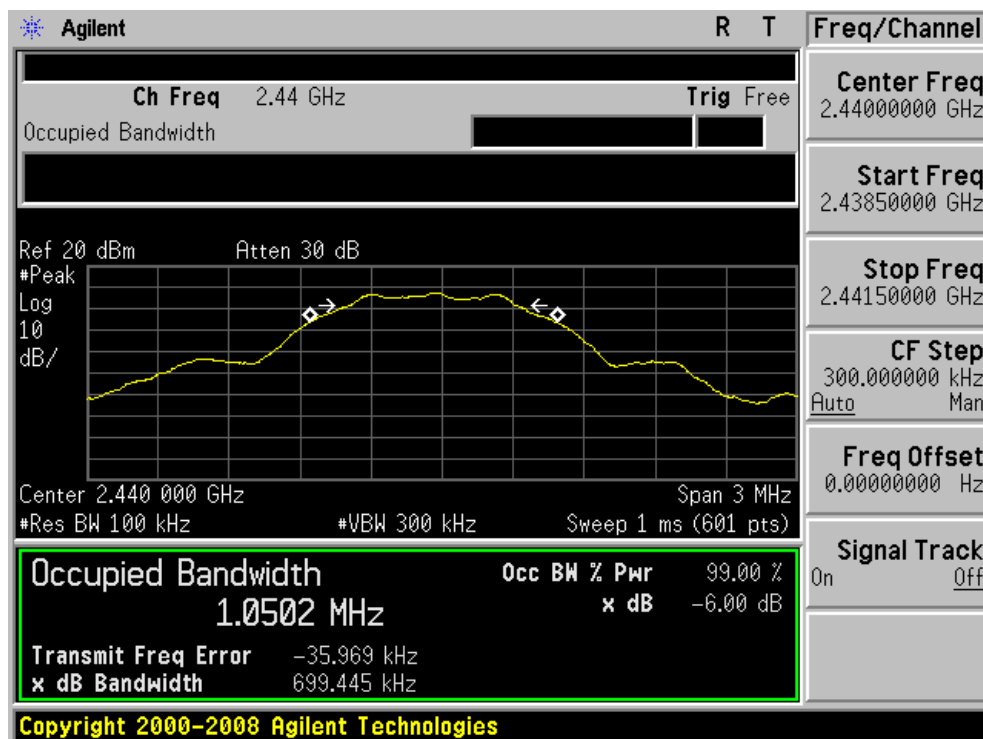 Agilent R T
Freq/Channel
Ch Freq 2.44 GHz Trig Free
Occupied Bandwidth
Center Freq
2.44000000 GHz
Start Freq
2.43850000 GHz
Stop Freq
2.44150000 GHz
CF Step
300.000000 kHz
Auto Man
Freq Offset
0.00000000 Hz
Signal Track
On Off
Ref 20 dBm Atten 30 dB
#Peak
Log
10
dB/
Center 2.440 000 GHz Span 3 MHz
#Res BW 100 kHz #VBW 300 kHz Sweep 1 ms (601 pts)
Occupied Bandwidth
1.0502 MHz
Occ BW % Pwr 99.00 %
x dB -6.00 dB
Transmit Freq Error -35.969 kHz
x dB Bandwidth 699.445 kHz
Copyright 2000-2008 Agilent Technologies